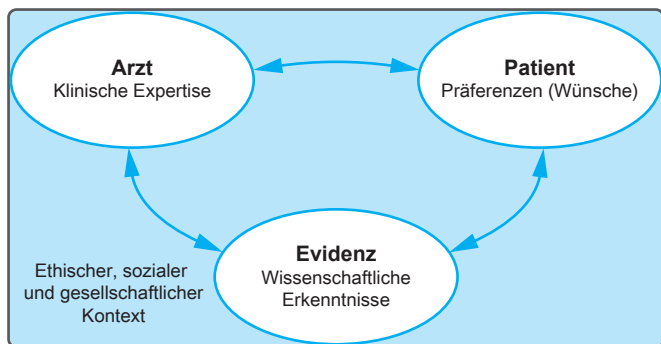 Arzt
Klinische Expertise
Patient
Präferenzen (Wünsche)
Evidenz
Wissenschaftliche
Erkenntnisse
Ethischer, sozialer
und gesellschaftlicher
Kontext